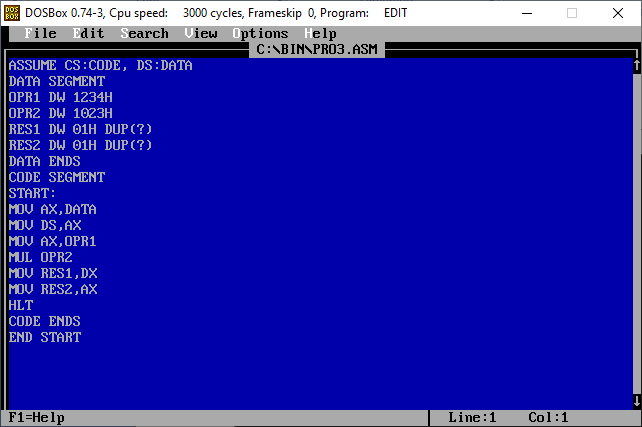 DOSBox 0.74-3, Cpu speed: 3000 cycles, Frameskip 0, Program: EDIT
File Edit Search View Options Help
C:\BIN\PRO3.ASM
ASSUME CS:CODE, DS:DATA
DATA SEGMENT
OPR1 DW 1234H
OPR2 DW 1023H
RES1 DW 01H DUP(?)
RES2 DW 01H DUP(?)
DATA ENDS
CODE SEGMENT
START:
MOV AX,DATA
MOV DS,AX
MOV AX,OPR1
MUL OPR2
MOV RES1,DX
MOV RES2,AX
HLT
CODE ENDS
END START
F1=Help Line:1 Col:1